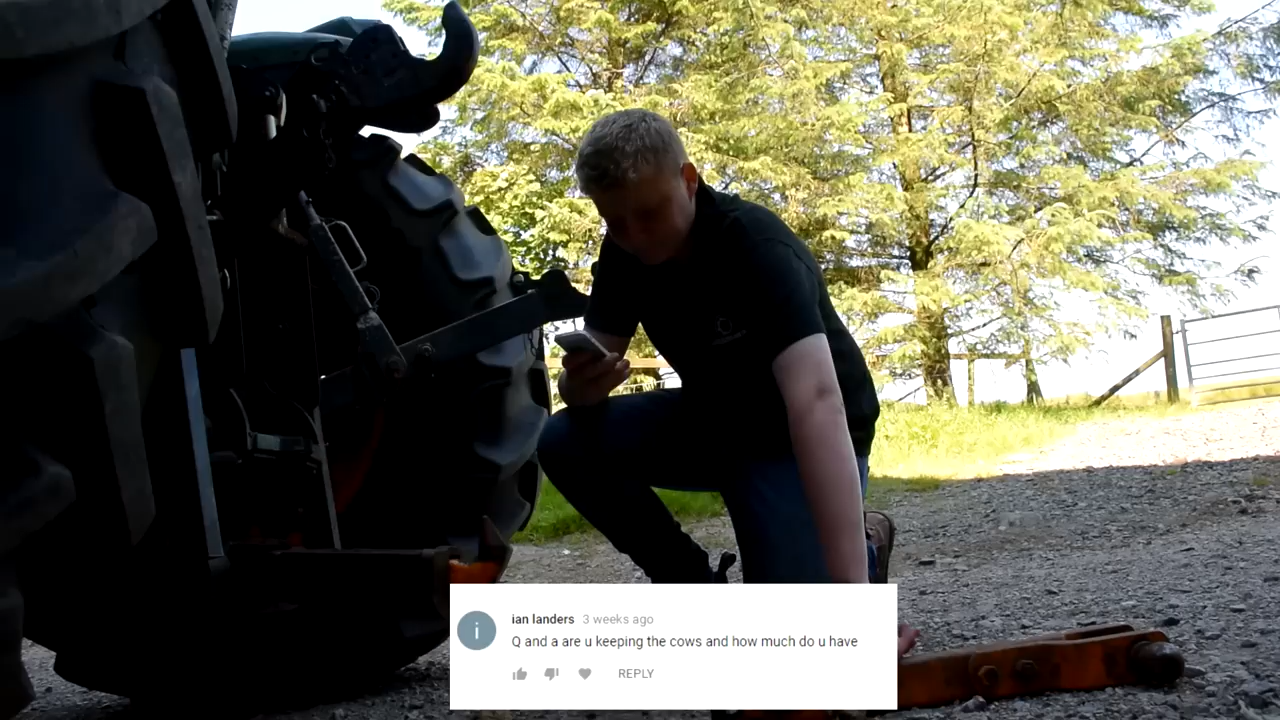 ian landers 3 weeks ago
Q and a are u keeping the cows and how much do u have
REPLY